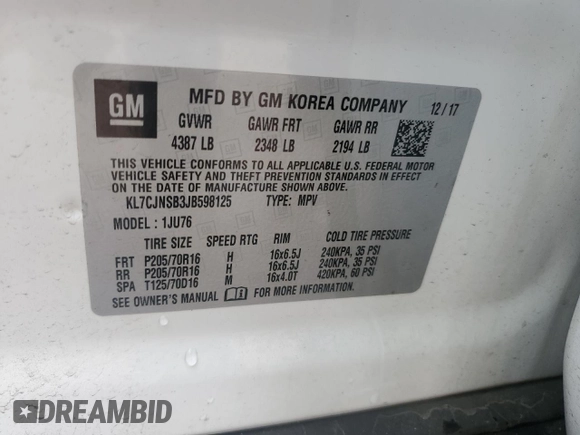 GM
MFD BY GM KOREA COMPANY 12/17
GVWR GAWR FRT GAWR RR
4387 LB 2348 LB 2194 LB
THIS VEHICLE CONFORMS TO ALL APPLICABLE U.S. FEDERAL MOTOR
VEHICLE SAFETY AND THEFT PREVENTION STANDARDS IN EFFECT ON
THE DATE OF MANUFACTURE SHOWN ABOVE.
KL7CJNSB3JB598125 TYPE: MPV
MODEL: 1JU76
TIRE SIZE SPEED RTG RIM COLD TIRE PRESSURE
FRT P205/70R16 H 16x6.5J 240KPA, 35 PSI
RR P205/70R16 H 16x6.5J 240KPA, 35 PSI
SPA T125/70D16 M 16x4.0T 420KPA, 60 PSI
SEE OWNER'S MANUAL FOR MORE INFORMATION.
DREAMBID